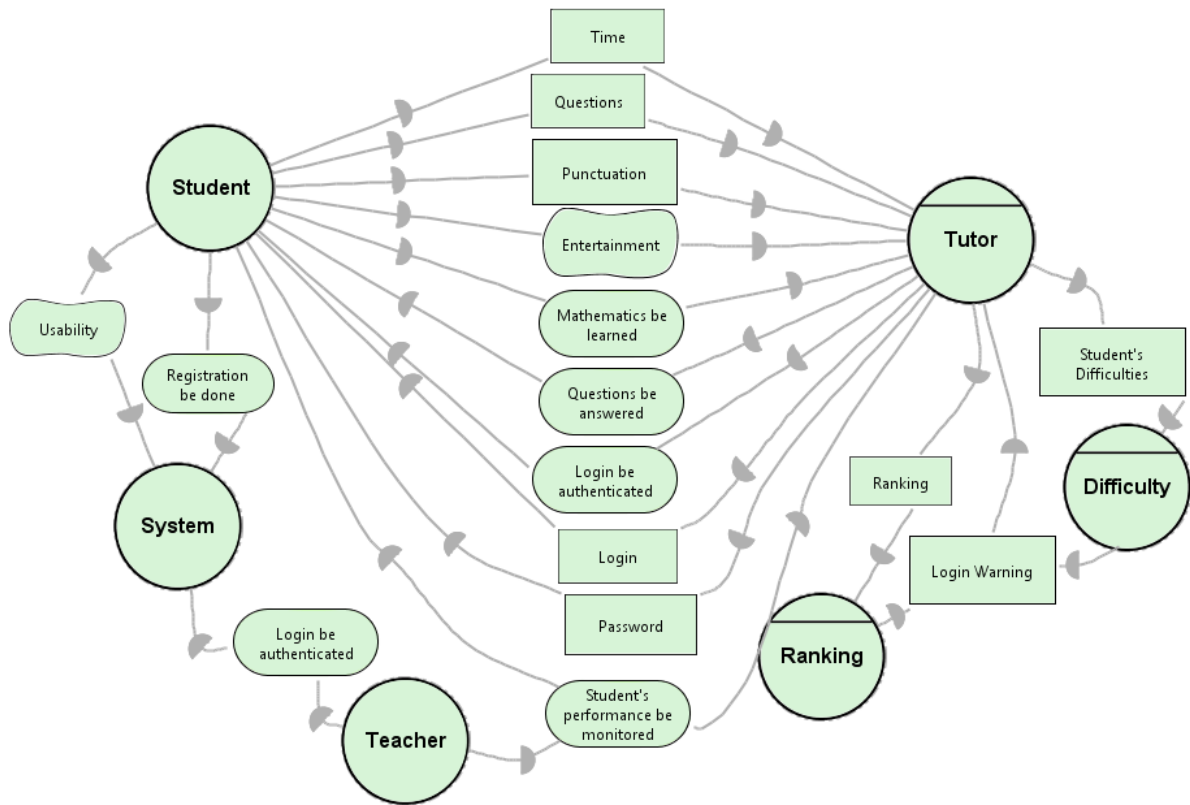 Time
Questions
Punctuation
Student
Entertainment
Tutor
Usability
Mathematics be
learned
Registration
be done
Student's
Difficulties
Questions be
answered
Login be
authenticated
Ranking
Difficulty
System
Login
Login Warning
Password
Login be
authenticated
Ranking
Student's
performance be
monitored
Teacher